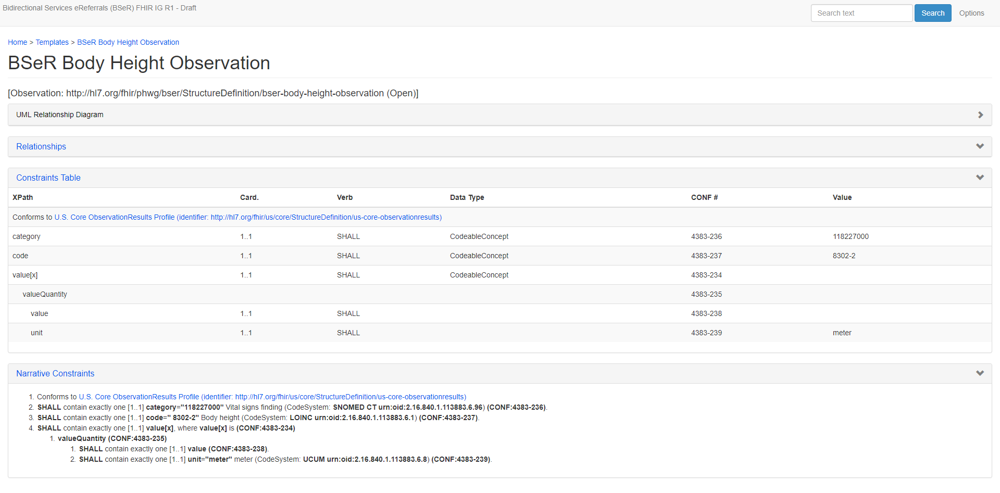 Bidirectional Services eReferrals (BSeR) FHIR IG R1 - Draft
Search text
Search
Options
Home > Templates > BSeR Body Height Observation
BSeR Body Height Observation
[Observation: http://hl7.org/fhir/phwg/bser/StructureDefinition/bser-body-height-observation (Open)]
UML Relationship Diagram
Relationships
Constraints Table
XPath Card. Verb Data Type CONF # Value
Conforms to U.S. Core ObservationResults Profile (identifier: http://hl7.org/fhir/us/core/StructureDefinition/us-core-observationresults)
category 1..1 SHALL CodeableConcept 4383-236 118227000
code 1..1 SHALL CodeableConcept 4383-237 8302-2
value[x] 1..1 SHALL CodeableConcept 4383-234
valueQuantity 4383-235
value 1..1 SHALL 4383-238
unit 1..1 SHALL 4383-239 meter
Narrative Constraints
1. Conforms to U.S. Core ObservationResults Profile (identifier: http://hl7.org/fhir/us/core/StructureDefinition/us-core-observationresults)
2. SHALL contain exactly one [1..1] category="118227000" Vital signs finding (CodeSystem: SNOMED CT urn:oid:2.16.840.1.113883.6.96) (CONF:4383-236).
3. SHALL contain exactly one [1..1] code=" 8302-2" Body height (CodeSystem: LOINC urn:oid:2.16.840.1.113883.6.1) (CONF:4383-237).
4. SHALL contain exactly one [1..1] value[x], where value[x] is (CONF:4383-234)
1. valueQuantity (CONF:4383-235)
1. SHALL contain exactly one [1..1] value (CONF:4383-238).
2. SHALL contain exactly one [1..1] unit="meter" meter (CodeSystem: UCUM urn:oid:2.16.840.1.113883.6.8) (CONF:4383-239).